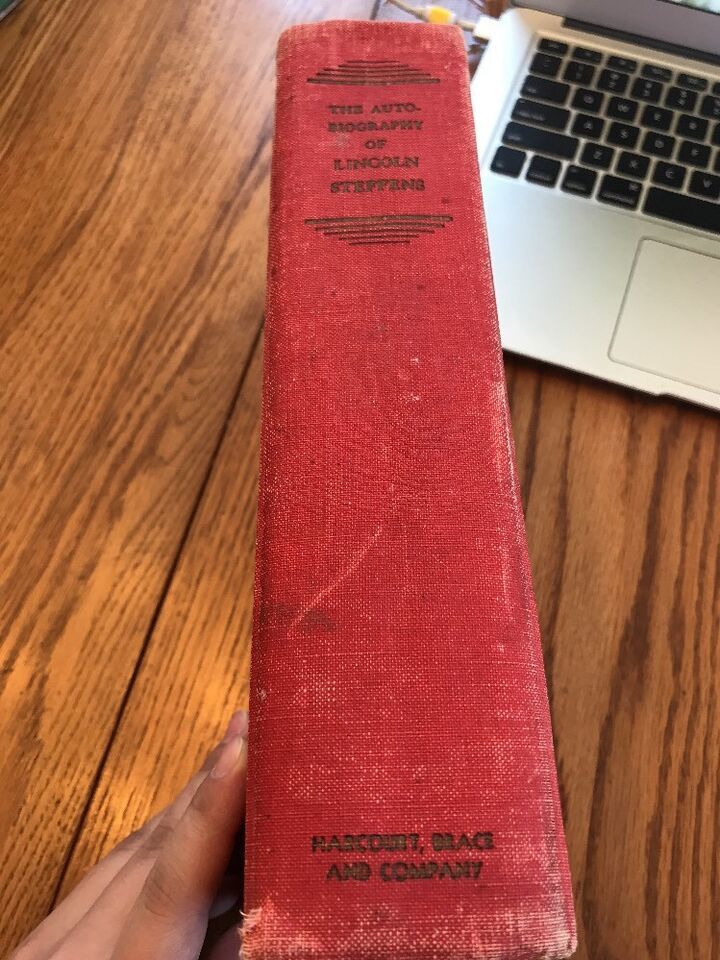 THE AUTO-
BIOGRAPHY
OF
LINCOLN
STEFFENS
HARCOURT, BRACE
AND COMPANY